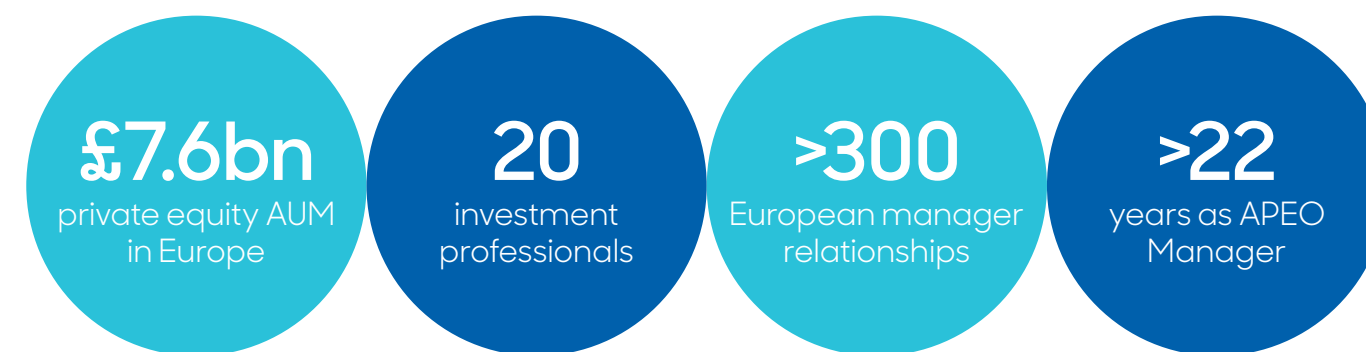 £7.6bn
private equity AUM
in Europe
20
investment
professionals
>300
European manager
relationships
>22
years as APEO
Manager